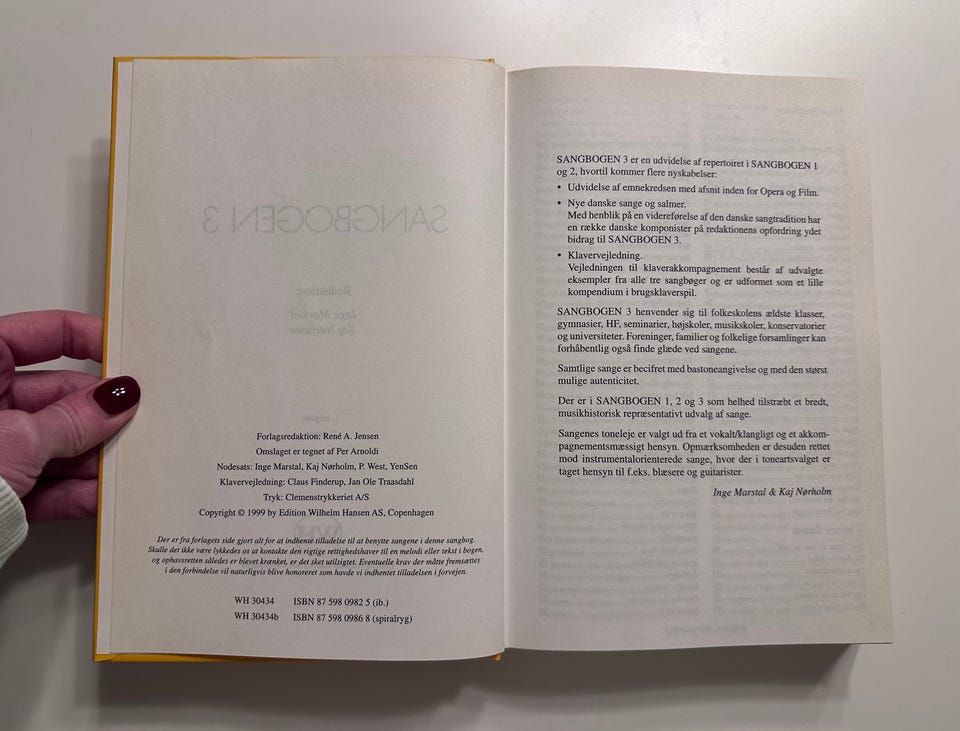 Forlagsredaktion: René A. Jensen
Omslaget er tegnet af Per Arnoldi
Nodesats: Inge Marstal, Kaj Nørholm, P. West, YenSen
Klavervejledning: Claus Finderup, Jan Ole Traasdahl
Tryk: Clemenstrykkeriet A/S
Copyright © 1999 by Edition Wilhelm Hansen AS, Copenhagen
Der er fra forlagets side gjort alt for at indhente tilladelse til at benytte sangene i denne sangbog.
Skulle det ikke være lykkedes os at kontakte den rigtige rettighedshaver til en melodi eller tekst i bogen,
og ophavsretten således er blevet krænket, er det sket utilsigtet. Eventuelle krav der måtte fremsættes
i den forbindelse vil naturligvis blive honoreret som havde vi indhentet tilladelsen i forvejen.
WH 30434 ISBN 87 598 0982 5 (ib.)
WH 30434b ISBN 87 598 0986 8 (spiralryg)
SANGBOGEN 3 er en udvidelse af repertoiret i SANGBOGEN 1
og 2, hvortil kommer flere nyskabelser:
• Udvidelse af emnekredsen med afsnit inden for Opera og Film.
• Nye danske sange og salmer.
Med henblik på en videreførelse af den danske sangtradition har
en række danske komponister på redaktionens opfordring ydet
bidrag til SANGBOGEN 3.
• Klavervejledning.
Vejledningen til klaverakkompagnement består af udvalgte
eksempler fra alle tre sangbøger og er udformet som et lille
kompendium i brugsklaverspil.
SANGBOGEN 3 henvender sig til folkeskolens ældste klasser,
gymnasier, HF, seminarier, højskoler, musikskoler, konservatorier
og universiteter. Foreninger, familier og folkelige forsamlinger kan
forhåbentlig også finde glæde ved sangene.
Samtlige sange er becifret med bastoneangivelse og med den størst
mulige autenticitet.
Der er i SANGBOGEN 1, 2 og 3 som helhed tilstræbt et bredt,
musikhistorisk repræsentativt udvalg af sange.
Sangenes toneleje er valgt ud fra et vokalt/klangligt og et akkom-
pagnementsmæssigt hensyn. Opmærksomheden er desuden rettet
mod instrumentalorienterede sange, hvor der i toneartsvalget er
taget hensyn til f.eks. blæsere og guitarister.
Inge Marstal & Kaj Nørholm